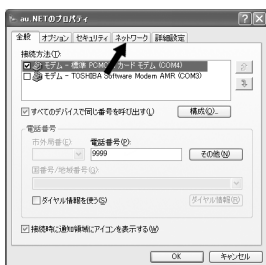 au.NETのプロパティ
全般 オプション セキュリティ ネットワーク 詳細設定
接続方法(T):
モデム - 標準 PCMCIA カード モデム (COM4)
モデム - TOSHIBA Software Modem AMR (COM3)
すべてのデバイスで同じ番号を呼び出す(L)
構成(O)...
電話番号
市外局番(E): 電話番号(P):
9999 その他(N)
国番号/地域番号(G):
ダイヤル情報を使う(S) ダイヤル情報(R)
接続時に通知領域にアイコンを表示する(W)
OK キャンセル